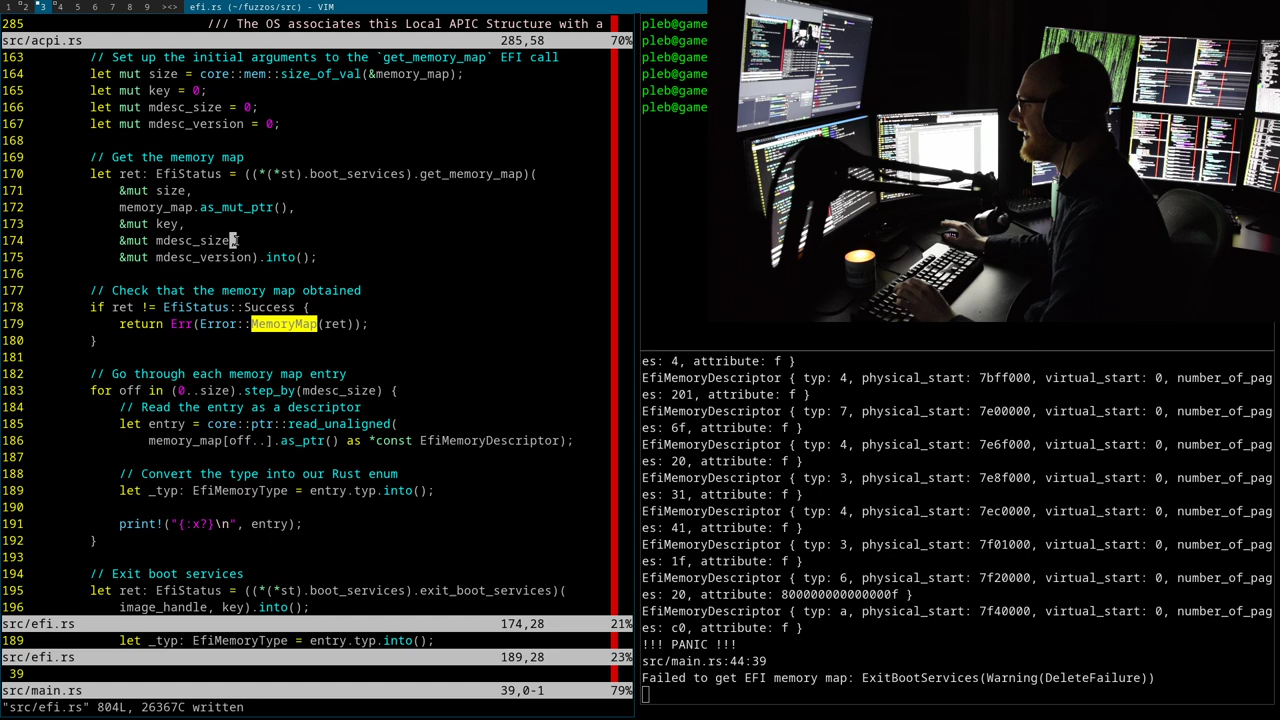 1 2 3 4 5 6 7 8 9 ><> efi.rs (~/fuzzos/src) - VIM
285 /// The OS associates this Local APIC Structure with a
src/acpi.rs 285,58 70%
163 // Set up the initial arguments to the `get_memory_map` EFI call
164 let mut size = core::mem::size_of_val(&memory_map);
165 let mut key = 0;
166 let mut mdesc_size = 0;
167 let mut mdesc_version = 0;
168
169 // Get the memory map
170 let ret: EfiStatus = ((*(*st).boot_services).get_memory_map)(
171 &mut size,
172 memory_map.as_mut_ptr(),
173 &mut key,
174 &mut mdesc_size,
175 &mut mdesc_version).into();
176
177 // Check that the memory map obtained
178 if ret != EfiStatus::Success {
179 return Err(Error::MemoryMap(ret));
180 }
181
182 // Go through each memory map entry
183 for off in (0..size).step_by(mdesc_size) {
184 // Read the entry as a descriptor
185 let entry = core::ptr::read_unaligned(
186 memory_map[off..].as_ptr() as *const EfiMemoryDescriptor);
187
188 // Convert the type into our Rust enum
189 let _typ: EfiMemoryType = entry.typ.into();
190
191 print!("{:x?}\n", entry);
192 }
193
194 // Exit boot services
195 let ret: EfiStatus = ((*(*st).boot_services).exit_boot_services)(
196 image_handle, key).into();
src/efi.rs 174,28 21%
189 let _typ: EfiMemoryType = entry.typ.into();
src/efi.rs 189,28 23%
39
src/main.rs 39,0-1 79%
"src/efi.rs" 804L, 26367C written
pleb@game
pleb@game
pleb@game
pleb@game
pleb@game
pleb@game
es: 4, attribute: f }
EfiMemoryDescriptor { typ: 4, physical_start: 7bff000, virtual_start: 0, number_of_pag
es: 201, attribute: f }
EfiMemoryDescriptor { typ: 7, physical_start: 7e00000, virtual_start: 0, number_of_pag
es: 6f, attribute: f }
EfiMemoryDescriptor { typ: 4, physical_start: 7e6f000, virtual_start: 0, number_of_pag
es: 20, attribute: f }
EfiMemoryDescriptor { typ: 3, physical_start: 7e8f000, virtual_start: 0, number_of_pag
es: 31, attribute: f }
EfiMemoryDescriptor { typ: 4, physical_start: 7ec0000, virtual_start: 0, number_of_pag
es: 41, attribute: f }
EfiMemoryDescriptor { typ: 3, physical_start: 7f01000, virtual_start: 0, number_of_pag
es: 1f, attribute: f }
EfiMemoryDescriptor { typ: 6, physical_start: 7f20000, virtual_start: 0, number_of_pag
es: 20, attribute: 800000000000000f }
EfiMemoryDescriptor { typ: a, physical_start: 7f40000, virtual_start: 0, number_of_pag
es: c0, attribute: f }
!!! PANIC !!!
src/main.rs:44:39
Failed to get EFI memory map: ExitBootServices(Warning(DeleteFailure))